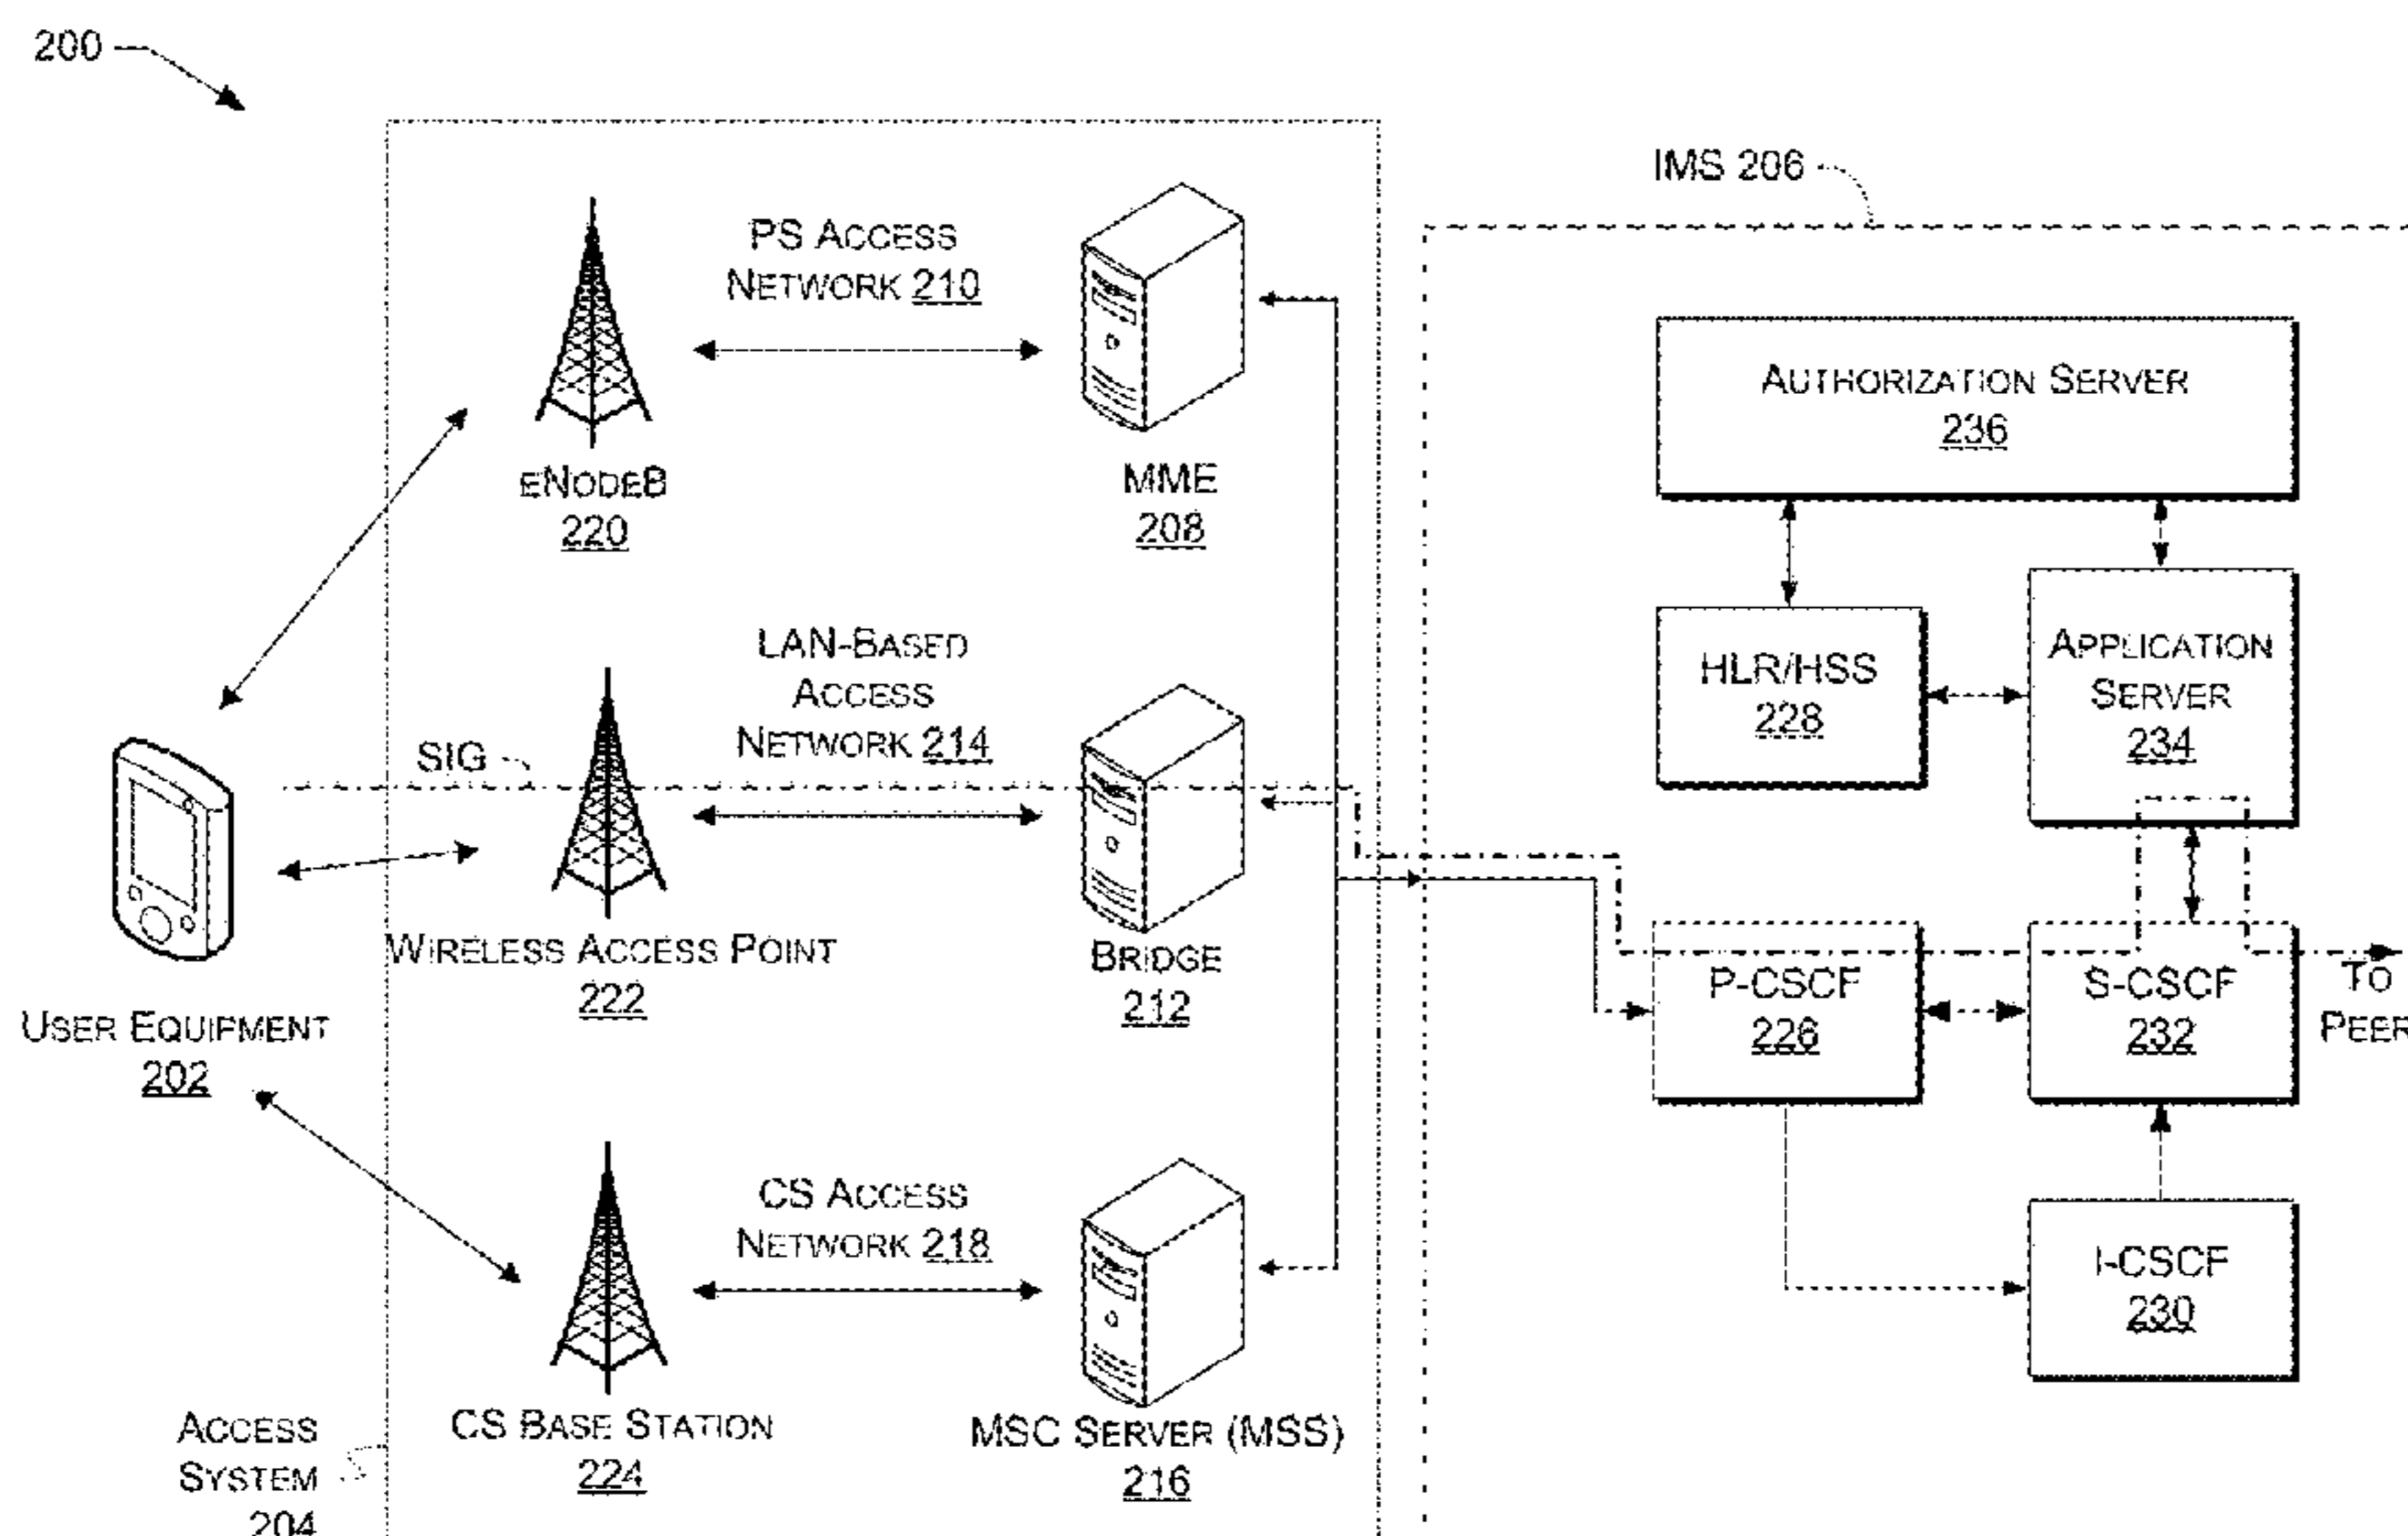 200
IMS 206
PS ACCESS
NETWORK 210
AUTHORIZATION SERVER
236
ENODEB
220
MME
208
LAN-BASED
ACCESS
NETWORK 214
HLR/HSS
228
APPLICATION
SERVER
234
SIG
WIRELESS ACCESS POINT
222
BRIDGE
212
P-CSCF
226
S-CSCF
232
TO
PEER
USER EQUIPMENT
202
CS ACCESS
NETWORK 218
I-CSCF
230
CS BASE STATION
224
MSC SERVER (MSS)
216
ACCESS
SYSTEM
204